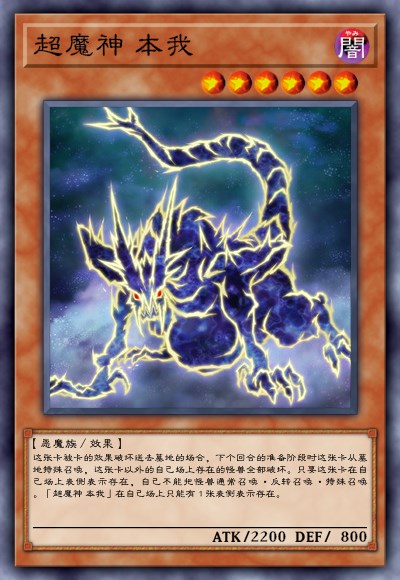 超魔神 本我
やみ
闇
【恶魔族／效果】
这张卡被卡的效果破坏送去墓地的场合，下个回合的准备阶段时这张卡从墓
地特殊召唤，这张卡以外的自己场上存在的怪兽全部破坏。只要这张卡在自
己场上表侧表示存在，自己不能把怪兽通常召唤·反转召唤·特殊召唤
。「超魔神 本我」在自己场上只能有1张表侧表示存在。
ATK/2200 DEF/ 800